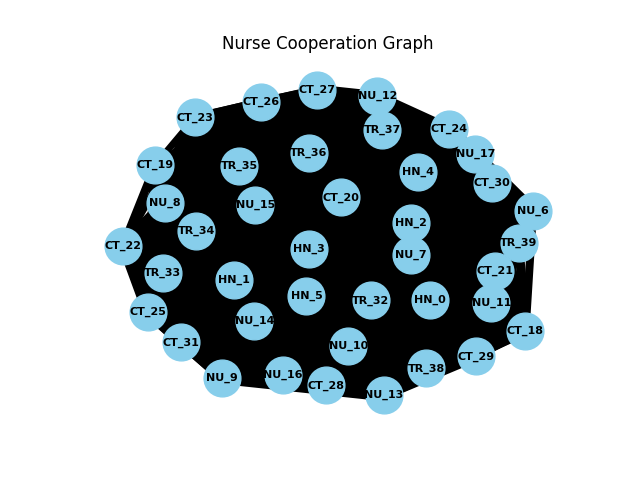 Nurse Cooperation Graph
CT_27
NU_12
CT_26
CT_23
CT_24
TR_37
TR_36
NU_17
CT_19
TR_35
HN_4
CT_30
CT_20
NU_8
NU_15
NU_6
HN_2
TR_34
TR_39
CT_22
HN_3
NU_7
TR_33
CT_21
HN_1
HN_5
TR_32
HN_0
NU_11
CT_25
NU_14
CT_18
CT_31
NU_10
CT_29
TR_38
NU_16
NU_9
CT_28
NU_13